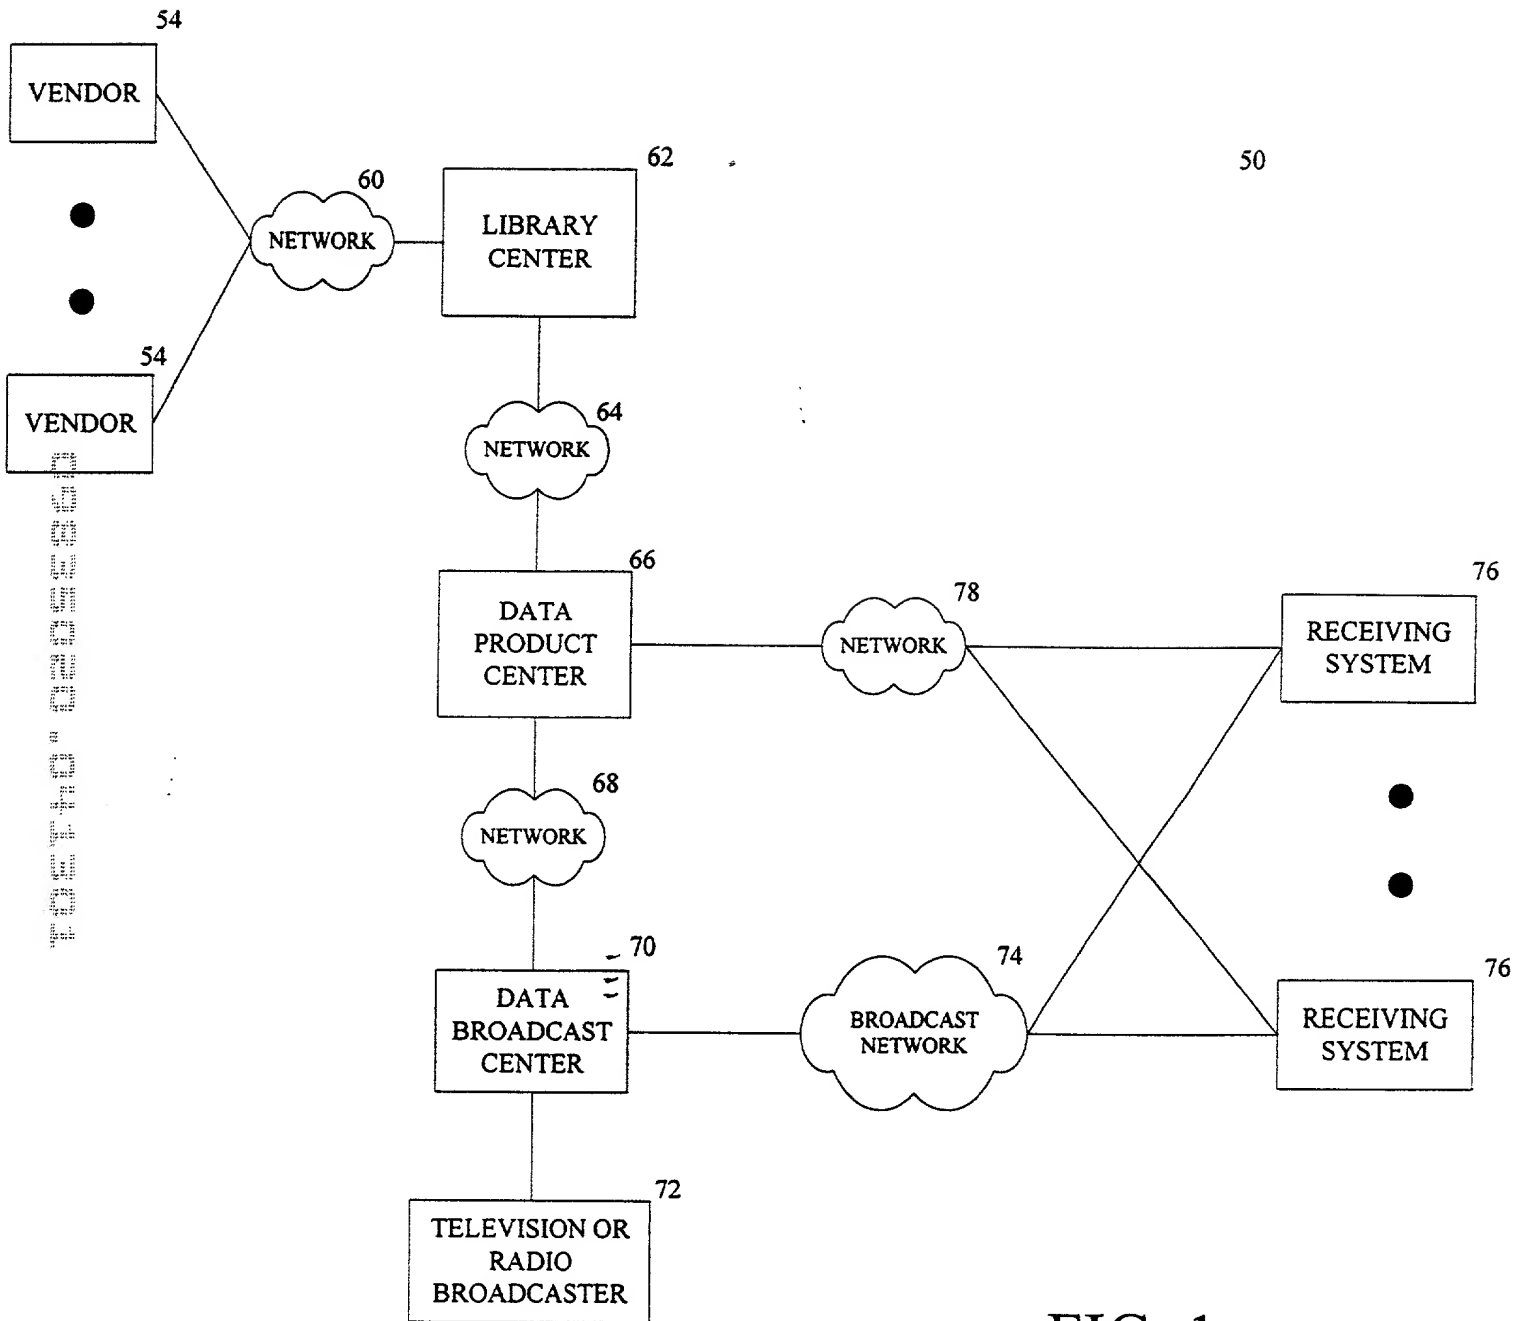 54
VENDOR
62
50
60
LIBRARY
CENTER
NETWORK
54
VENDOR
64
NETWORK
66
DATA
PRODUCT
CENTER
78
NETWORK
76
RECEIVING
SYSTEM
68
NETWORK
70
DATA
BROADCAST
CENTER
74
BROADCAST
NETWORK
76
RECEIVING
SYSTEM
72
TELEVISION OR
RADIO
BROADCASTER